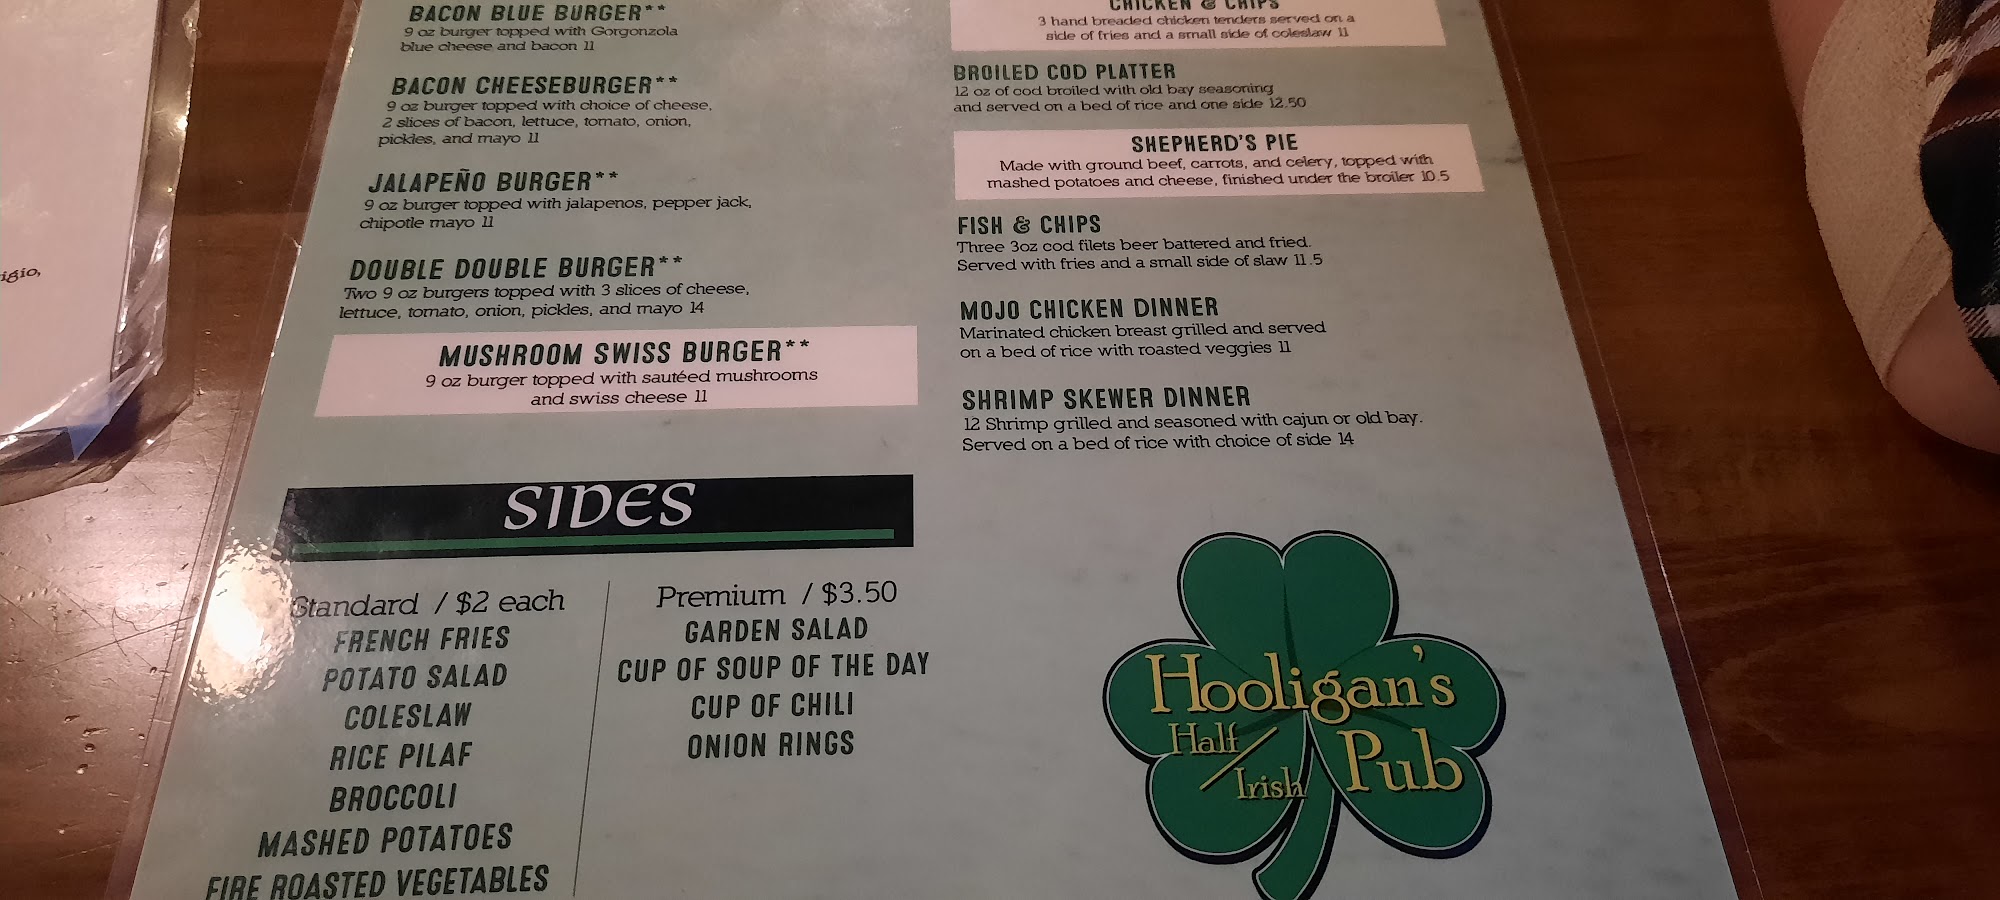 igio,
BACON BLUE BURGER**
9 oz burger topped with Gorgonzola
blue cheese and bacon 11
BACON CHEESEBURGER**
9 oz burger topped with choice of cheese,
2 slices of bacon, lettuce, tomato, onion,
pickles, and mayo 11
JALAPEÑO BURGER**
9 oz burger topped with jalapenos, pepper jack,
chipotle mayo 11
DOUBLE DOUBLE BURGER**
Two 9 oz burgers topped with 3 slices of cheese,
lettuce, tomato, onion, pickles, and mayo 14
MUSHROOM SWISS BURGER**
9 oz burger topped with sautéed mushrooms
and swiss cheese 11
SIDES
Standard / $2 each
FRENCH FRIES
POTATO SALAD
COLESLAW
RICE PILAF
BROCCOLI
MASHED POTATOES
FIRE ROASTED VEGETABLES
Premium / $3.50
GARDEN SALAD
CUP OF SOUP OF THE DAY
CUP OF CHILI
ONION RINGS
CHICKEN & CHIPS
3 hand breaded chicken tenders served on a
side of fries and a small side of coleslaw 11
BROILED COD PLATTER
12 oz of cod broiled with old bay seasoning
and served on a bed of rice and one side 12.50
SHEPHERD'S PIE
Made with ground beef, carrots, and celery, topped with
mashed potatoes and cheese, finished under the broiler 10.5
FISH & CHIPS
Three 3oz cod filets beer battered and fried.
Served with fries and a small side of slaw 11.5
MOJO CHICKEN DINNER
Marinated chicken breast grilled and served
on a bed of rice with roasted veggies 11
SHRIMP SKEWER DINNER
12 Shrimp grilled and seasoned with cajun or old bay.
Served on a bed of rice with choice of side 14
Hooligan's
Half/Irish Pub